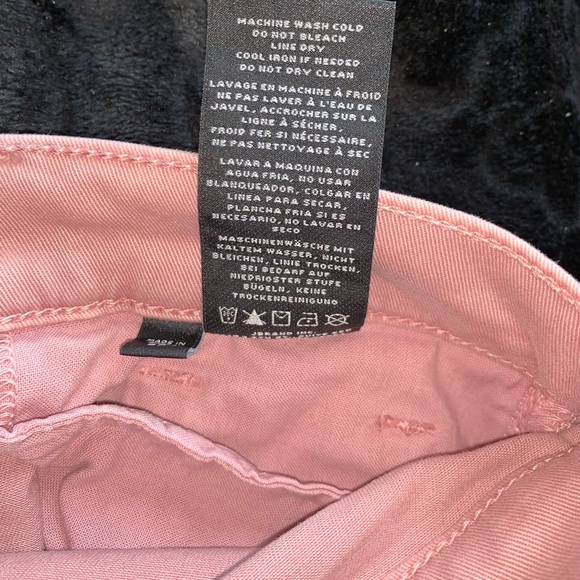 MACHINE WASH COLD
DO NOT BLEACH
LINE DRY
COOL IRON IF NEEDED
DO NOT DRY CLEAN
LAVAGE EN MACHINE À FROID
NE PAS LAVER À L'EAU DE
JAVEL, ACCROCHER SUR LA
LIGNE À SÉCHER,
FROID FER SI NÉCESSAIRE,
NE PAS NETTOYAGE À SEC
LAVAR A MAQUINA CON
AGUA FRIA, NO USAR
BLANQUEADOR, COLGAR EN
LINEA PARA SECAR,
PLANCHA FRIA SI ES
NECESARIO, NO LAVAR EN
SECO
MASCHINENWÄSCHE MIT
KALTEM WASSER, NICHT
BLEICHEN, LINIE TROCKEN,
BEI BEDARF AUF
NIEDRIGSTER STUFE
BÜGELN, KEINE
TROCKENREINIGUNG
JBRAND INC.
MADE IN